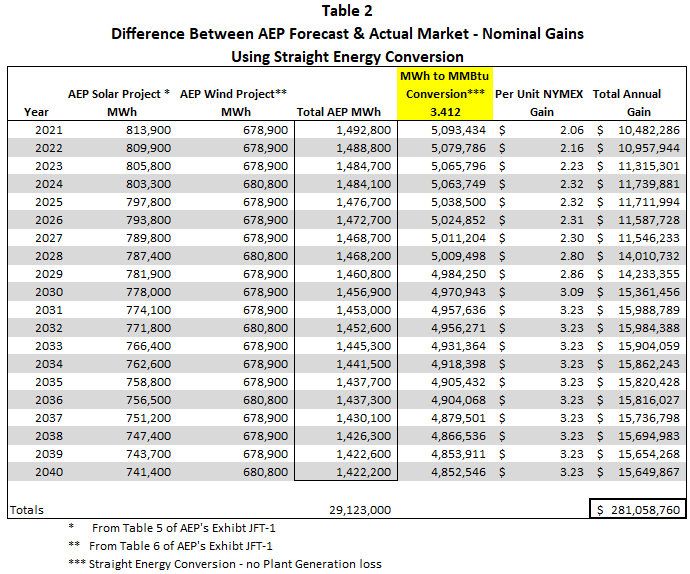 Table 2
Difference Between AEP Forecast & Actual Market - Nominal Gains
Using Straight Energy Conversion
MWh to MMBtu
AEP Solar Project * AEP Wind Project** Conversion*** Per Unit NYMEX Total Annual
Year MWh MWh Total AEP MWh 3.412 Gain Gain
2021 813,900 678,900 1,492,800 5,093,434 $ 2.06 $ 10,482,286
2022 809,900 678,900 1,488,800 5,079,786 $ 2.16 $ 10,957,944
2023 805,800 678,900 1,484,700 5,065,796 $ 2.23 $ 11,315,301
2024 803,300 680,800 1,484,100 5,063,749 $ 2.32 $ 11,739,881
2025 797,800 678,900 1,476,700 5,038,500 $ 2.32 $ 11,711,994
2026 793,800 678,900 1,472,700 5,024,852 $ 2.31 $ 11,587,728
2027 789,800 678,900 1,468,700 5,011,204 $ 2.30 $ 11,546,233
2028 787,400 680,800 1,468,200 5,009,498 $ 2.80 $ 14,010,732
2029 781,900 678,900 1,460,800 4,984,250 $ 2.86 $ 14,233,355
2030 778,000 678,900 1,456,900 4,970,943 $ 3.09 $ 15,361,456
2031 774,100 678,900 1,453,000 4,957,636 $ 3.23 $ 15,988,789
2032 771,800 680,800 1,452,600 4,956,271 $ 3.23 $ 15,984,388
2033 766,400 678,900 1,445,300 4,931,364 $ 3.23 $ 15,904,059
2034 762,600 678,900 1,441,500 4,918,398 $ 3.23 $ 15,862,243
2035 758,800 678,900 1,437,700 4,905,432 $ 3.23 $ 15,820,428
2036 756,500 680,800 1,437,300 4,904,068 $ 3.23 $ 15,816,027
2037 751,200 678,900 1,430,100 4,879,501 $ 3.23 $ 15,736,798
2038 747,400 678,900 1,426,300 4,866,536 $ 3.23 $ 15,694,983
2039 743,700 678,900 1,422,600 4,853,911 $ 3.23 $ 15,654,268
2040 741,400 680,800 1,422,200 4,852,546 $ 3.23 $ 15,649,867
Totals 29,123,000 $ 281,058,760
* From Table 5 of AEP's Exhibit JFT-1
** From Table 6 of AEP's Exhibit JFT-1
*** Straight Energy Conversion - no Plant Generation loss